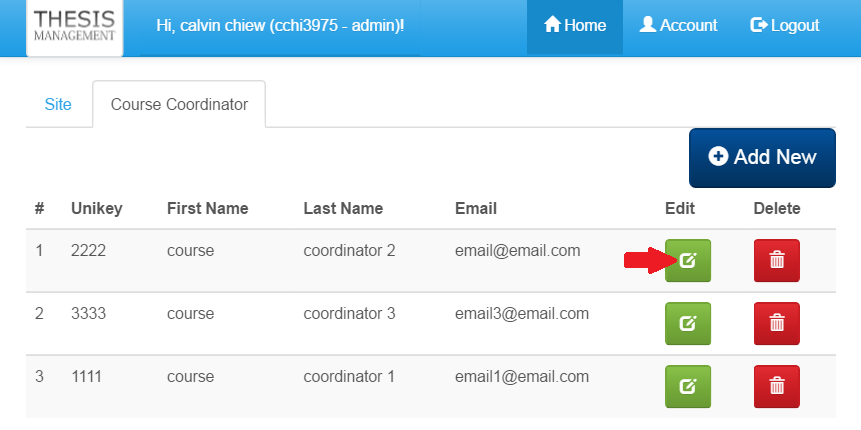 THESIS
MANAGEMENT
Hi, calvin chiew (cchi3975 - admin)!
Home
Account
Logout
Site
Course Coordinator
Add New
# Unikey First Name Last Name Email Edit Delete
1 2222 course coordinator 2 email@email.com
2 3333 course coordinator 3 email3@email.com
3 1111 course coordinator 1 email1@email.com